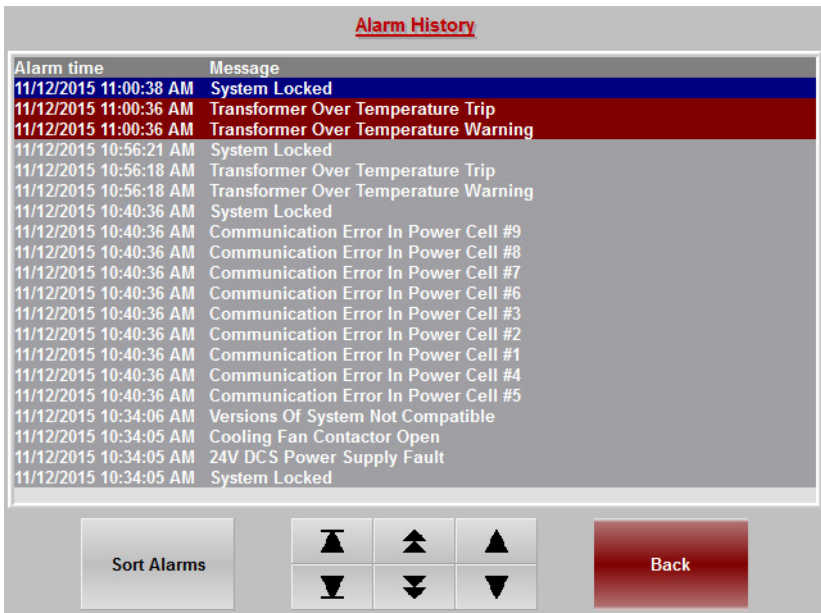 Alarm History
Alarm time Message
11/12/2015 11:00:38 AM System Locked
11/12/2015 11:00:36 AM Transformer Over Temperature Trip
11/12/2015 11:00:36 AM Transformer Over Temperature Warning
11/12/2015 10:56:21 AM System Locked
11/12/2015 10:56:18 AM Transformer Over Temperature Trip
11/12/2015 10:56:18 AM Transformer Over Temperature Warning
11/12/2015 10:40:36 AM System Locked
11/12/2015 10:40:36 AM Communication Error In Power Cell #9
11/12/2015 10:40:36 AM Communication Error In Power Cell #8
11/12/2015 10:40:36 AM Communication Error In Power Cell #7
11/12/2015 10:40:36 AM Communication Error In Power Cell #6
11/12/2015 10:40:36 AM Communication Error In Power Cell #3
11/12/2015 10:40:36 AM Communication Error In Power Cell #2
11/12/2015 10:40:36 AM Communication Error In Power Cell #1
11/12/2015 10:40:36 AM Communication Error In Power Cell #4
11/12/2015 10:40:36 AM Communication Error In Power Cell #5
11/12/2015 10:34:06 AM Versions Of System Not Compatible
11/12/2015 10:34:05 AM Cooling Fan Contactor Open
11/12/2015 10:34:05 AM 24V DCS Power Supply Fault
11/12/2015 10:34:05 AM System Locked
Sort Alarms
Back